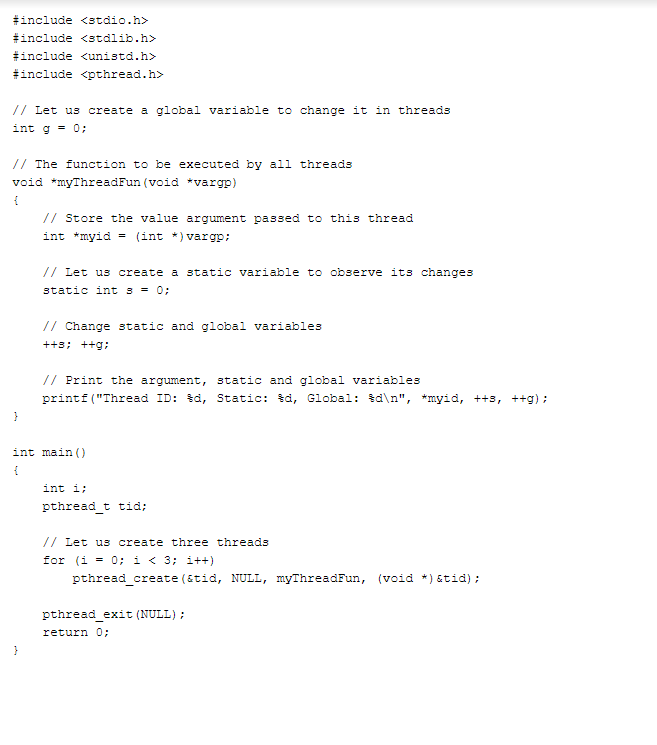 #include <stdio.h>
#include <stdlib.h>
#include <unistd.h>
#include <pthread.h>

// Let us create a global variable to change it in threads
int g = 0;

// The function to be executed by all threads
void *myThreadFun(void *vargp)
{
    // Store the value argument passed to this thread
    int *myid = (int *)vargp;

    // Let us create a static variable to observe its changes
    static int s = 0;

    // Change static and global variables
    ++s; ++g;

    // Print the argument, static and global variables
    printf("Thread ID: %d, Static: %d, Global: %d\n", *myid, ++s, ++g);
}

int main()
{
    int i;
    pthread_t tid;

    // Let us create three threads
    for (i = 0; i < 3; i++)
        pthread_create(&tid, NULL, myThreadFun, (void *)&tid);

    pthread_exit(NULL);
    return 0;
}